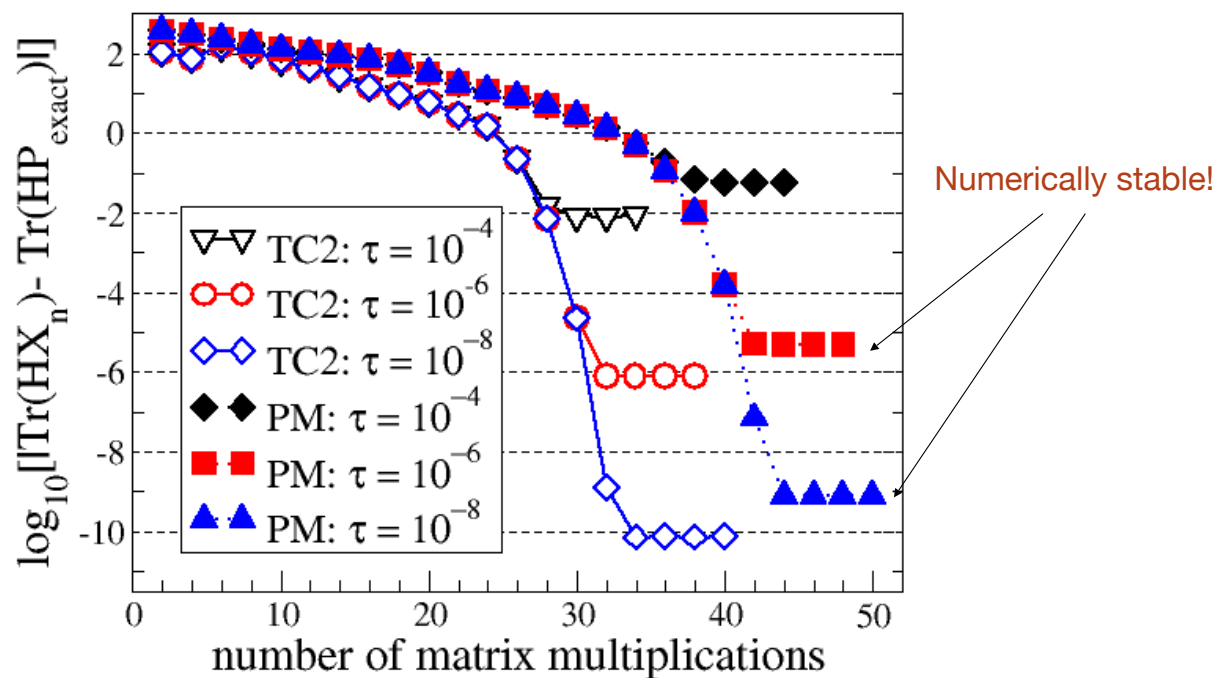 log₁₀[|Tr(HXₙ)- Tr(HP_exact)|]
2
0
-2
-4
-6
-8
-10
TC2: τ = 10⁻⁴
TC2: τ = 10⁻⁶
TC2: τ = 10⁻⁸
PM: τ = 10⁻⁴
PM: τ = 10⁻⁶
PM: τ = 10⁻⁸
Numerically stable!
0 10 20 30 40 50
number of matrix multiplications